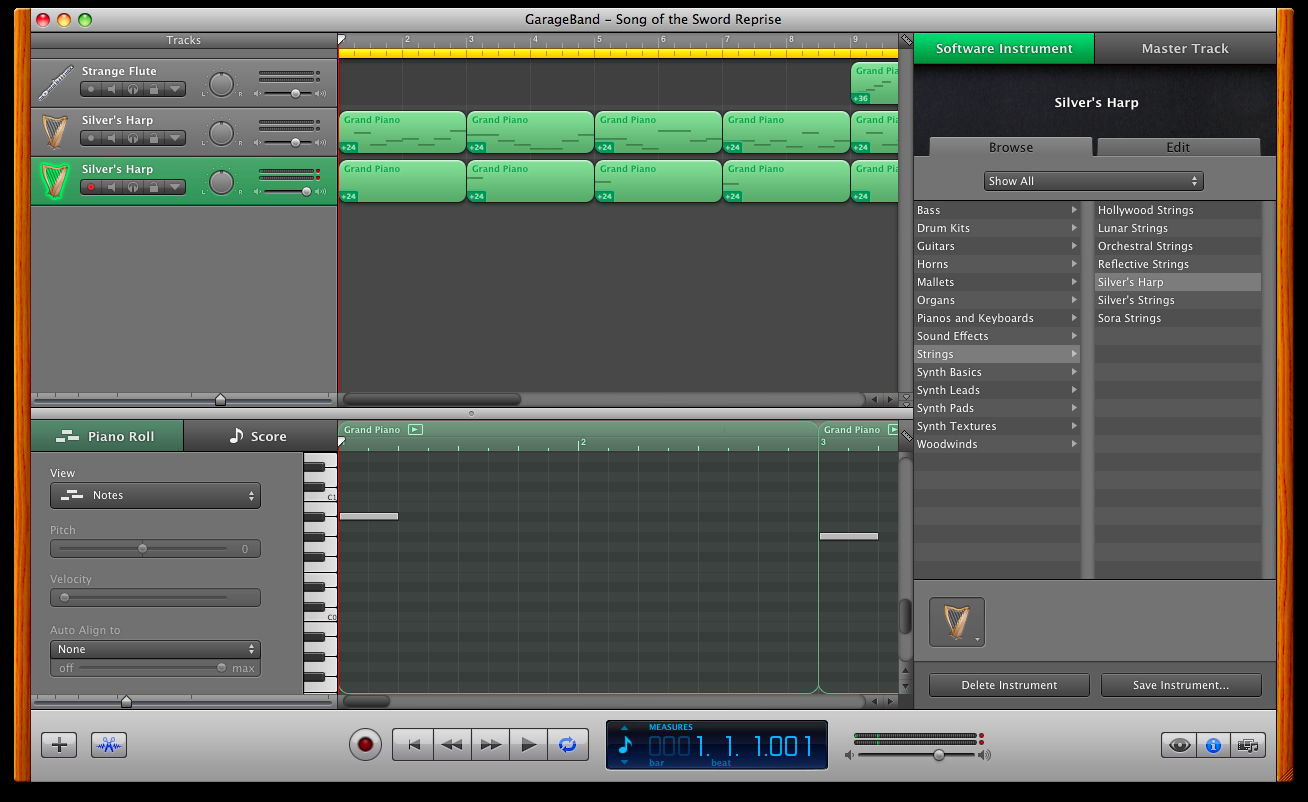 GarageBand – Song of the Sword Reprise
Tracks
2 3 4 5 6 7 8 9
Software Instrument
Master Track
Strange Flute
L R
Grand Pia
+36
Silver's Harp
Silver's Harp
L R
Grand Piano Grand Piano Grand Piano Grand Piano Grand Pia
+24 +24 +24 +24 +24
Browse
Edit
Silver's Harp
L R
Grand Piano Grand Piano Grand Piano Grand Piano Grand Pia
+24 +24 +24 +24 +24
Show All
Bass
Drum Kits
Guitars
Horns
Mallets
Organs
Pianos and Keyboards
Sound Effects
Strings
Synth Basics
Synth Leads
Synth Pads
Synth Textures
Woodwinds
Hollywood Strings
Lunar Strings
Orchestral Strings
Reflective Strings
Silver's Harp
Silver's Strings
Sora Strings
Piano Roll
Score
Grand Piano
Grand Piano
2 3
View
Notes
Pitch
0
Velocity
Auto Align to
None
off max
C1
C0
Delete Instrument
Save Instrument...
MEASURES
0001. 1. 1.001
bar beat